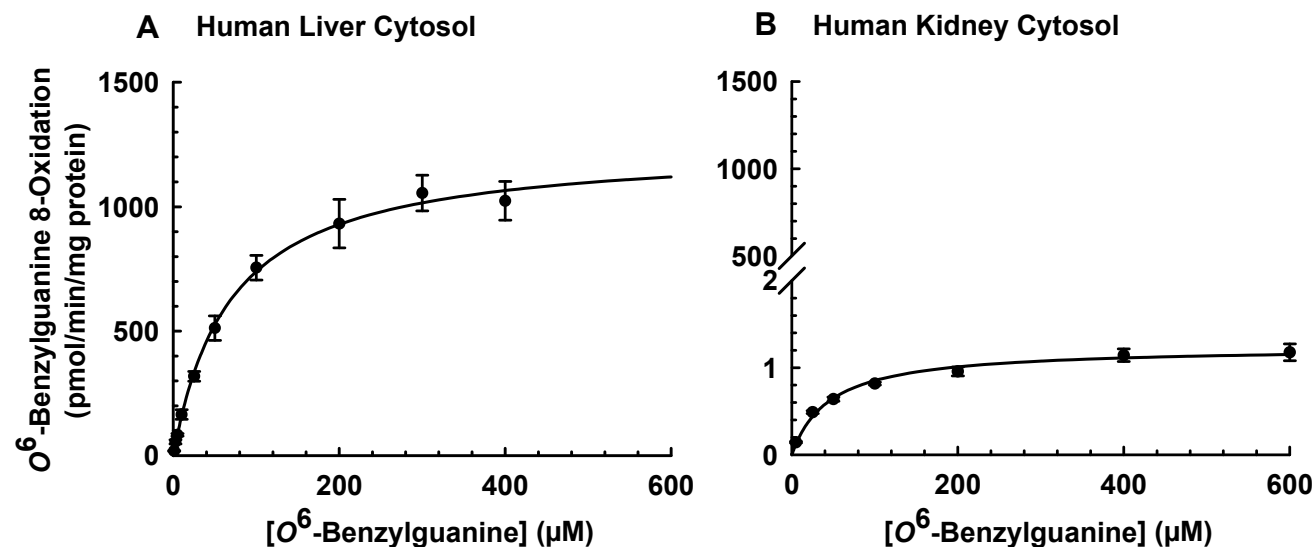 A Human Liver Cytosol
B Human Kidney Cytosol
O6-Benzylguanine 8-Oxidation
(pmol/min/mg protein)
1500
1000
500
0
0 200 400 600
[O6-Benzylguanine] (µM)
1500
1000
500
2
1
0
0 200 400 600
[O6-Benzylguanine] (µM)